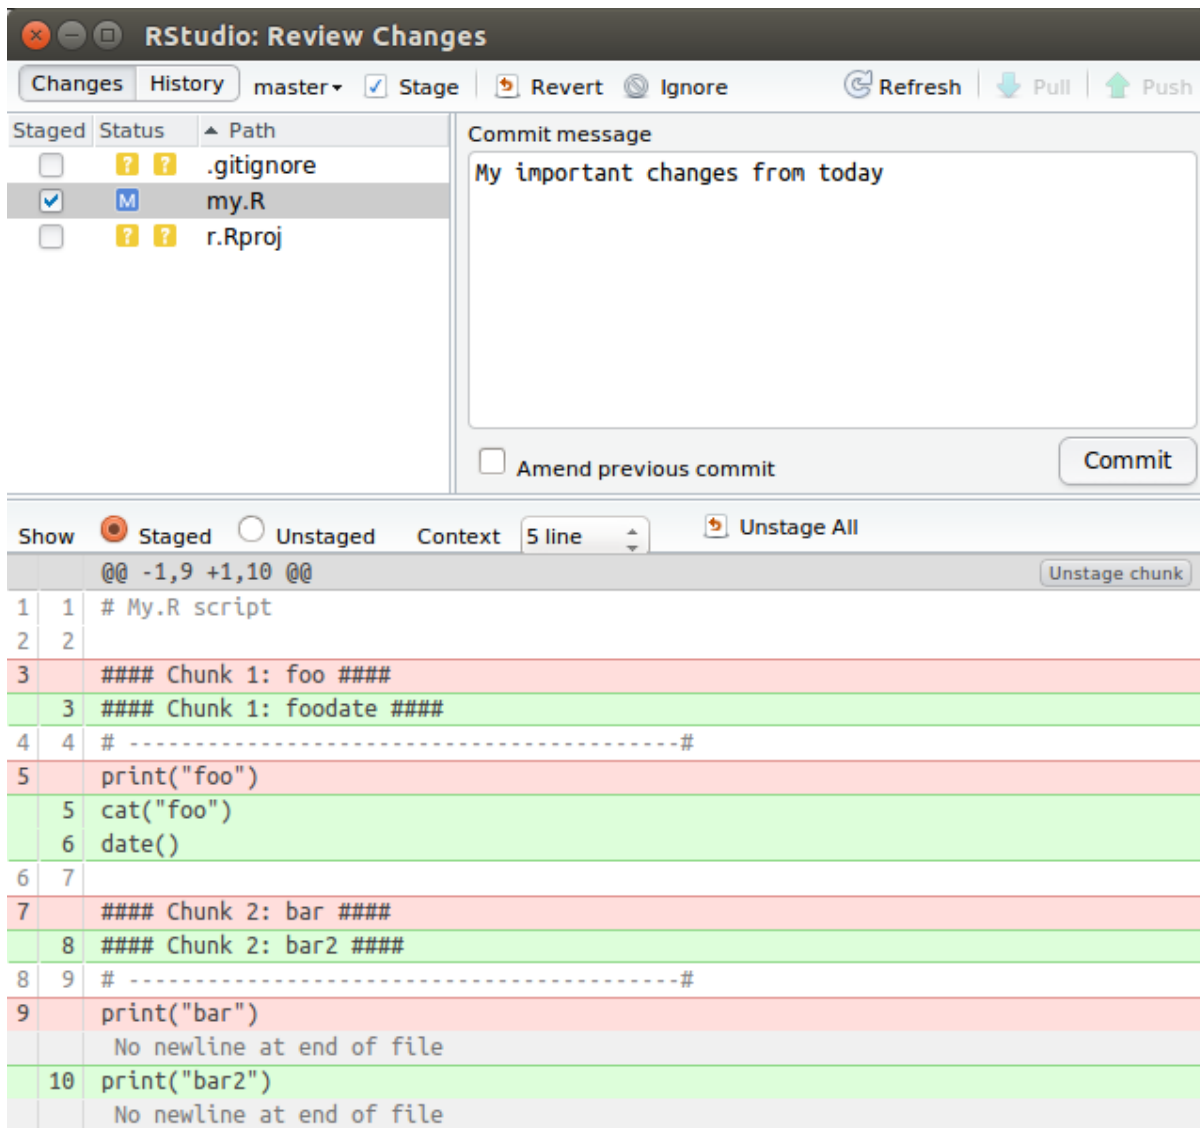 RStudio: Review Changes
Changes History master Stage Revert Ignore Refresh Pull Push
Staged Status Path
? ? .gitignore
M my.R
? ? r.Rproj
Commit message
My important changes from today
Amend previous commit Commit
Show Staged Unstaged Context 5 line Unstage All
@@ -1,9 +1,10 @@ Unstage chunk
1 1 # My.R script
2 2
3 #### Chunk 1: foo ####
3 #### Chunk 1: foodate ####
4 4 # ------------------------------------------#
5 print("foo")
5 cat("foo")
6 date()
6 7
7 #### Chunk 2: bar ####
8 #### Chunk 2: bar2 ####
8 9 # ------------------------------------------#
9 print("bar")
No newline at end of file
10 print("bar2")
No newline at end of file